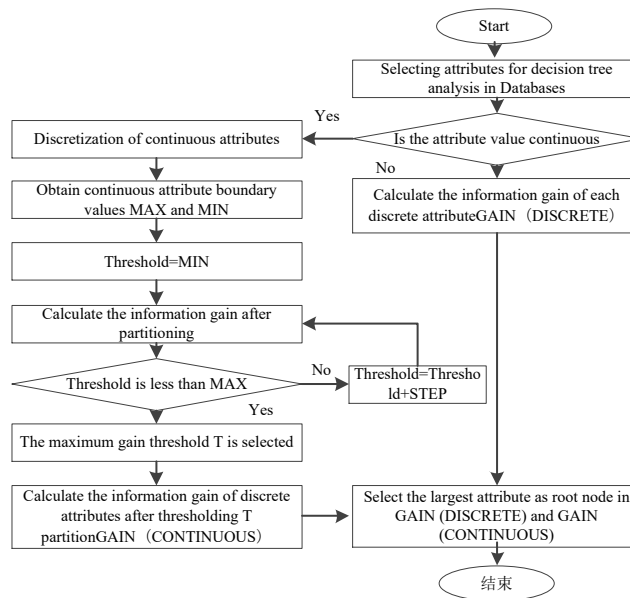 Start
Selecting attributes for decision tree
analysis in Databases
Is the attribute value continuous
Yes
No
Discretization of continuous attributes
Obtain continuous attribute boundary
values MAX and MIN
Threshold=MIN
Calculate the information gain after
partitioning
Threshold is less than MAX
No
Threshold=Thresho
ld+STEP
Yes
The maximum gain threshold T is selected
Calculate the information gain of discrete
attributes after thresholding T
partitionGAIN（CONTINUOUS）
Calculate the information gain of each
discrete attributeGAIN（DISCRETE）
Select the largest attribute as root node in
GAIN (DISCRETE) and GAIN
(CONTINUOUS)
结束